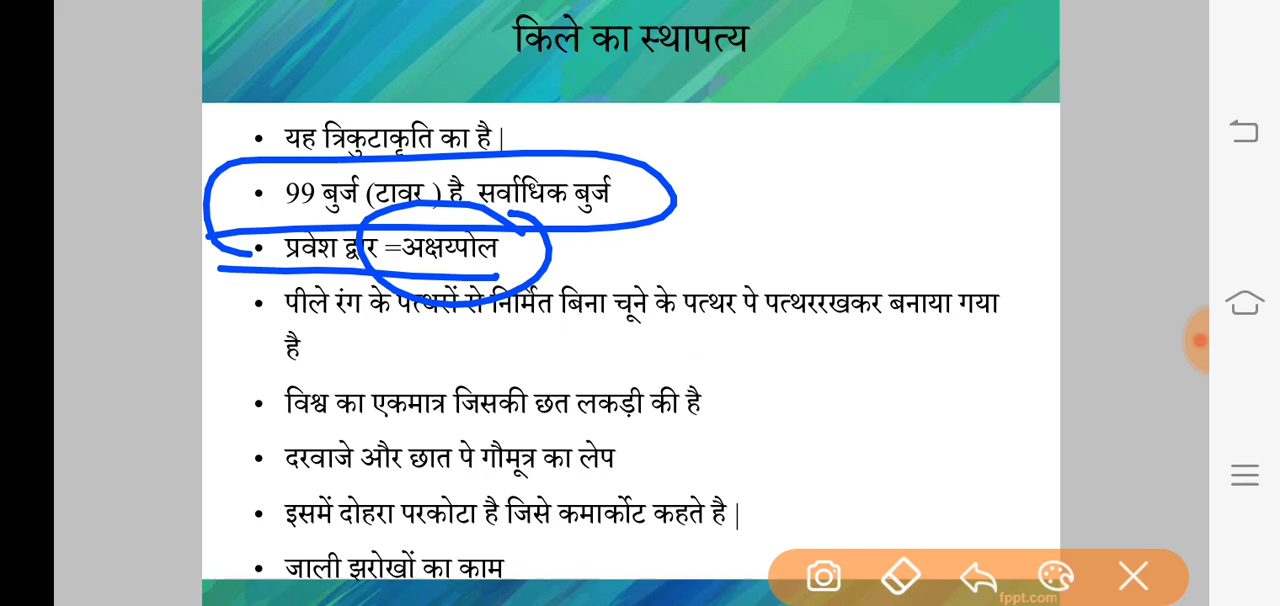 किले का स्थापत्य
• यह त्रिकुटाकृति का है |
• 99 बुर्ज (टावर ) है सर्वाधिक बुर्ज
• प्रवेश द्वार =अक्षय्पोल
• पीले रंग के पत्थरों से निर्मित बिना चूने के पत्थर पे पत्थररखकर बनाया गया
है
• विश्व का एकमात्र जिसकी छत लकड़ी की है
• दरवाजे और छात पे गौमूत्र का लेप
• इसमें दोहरा परकोटा है जिसे कमार्कोट कहते है |
• जाली झरोखों का काम
fppt.com